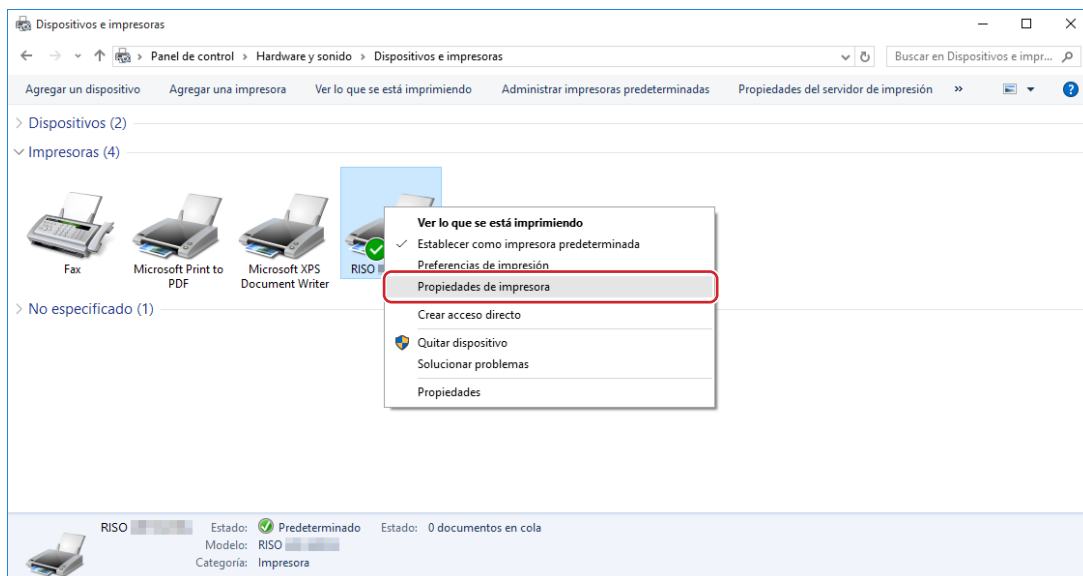 Dispositivos e impresoras
Panel de control › Hardware y sonido › Dispositivos e impresoras
Buscar en Dispositivos e impr...
Agregar un dispositivo Agregar una impresora Ver lo que se está imprimiendo Administrar impresoras predeterminadas Propiedades del servidor de impresión »
Dispositivos (2)
Impresoras (4)
Fax
Microsoft Print to
PDF
Microsoft XPS
Document Writer
RISO
Ver lo que se está imprimiendo
Establecer como impresora predeterminada
Preferencias de impresión
Propiedades de impresora
Crear acceso directo
Quitar dispositivo
Solucionar problemas
Propiedades
No especificado (1)
RISO Estado: Predeterminado Estado: 0 documentos en cola
Modelo: RISO
Categoría: Impresora